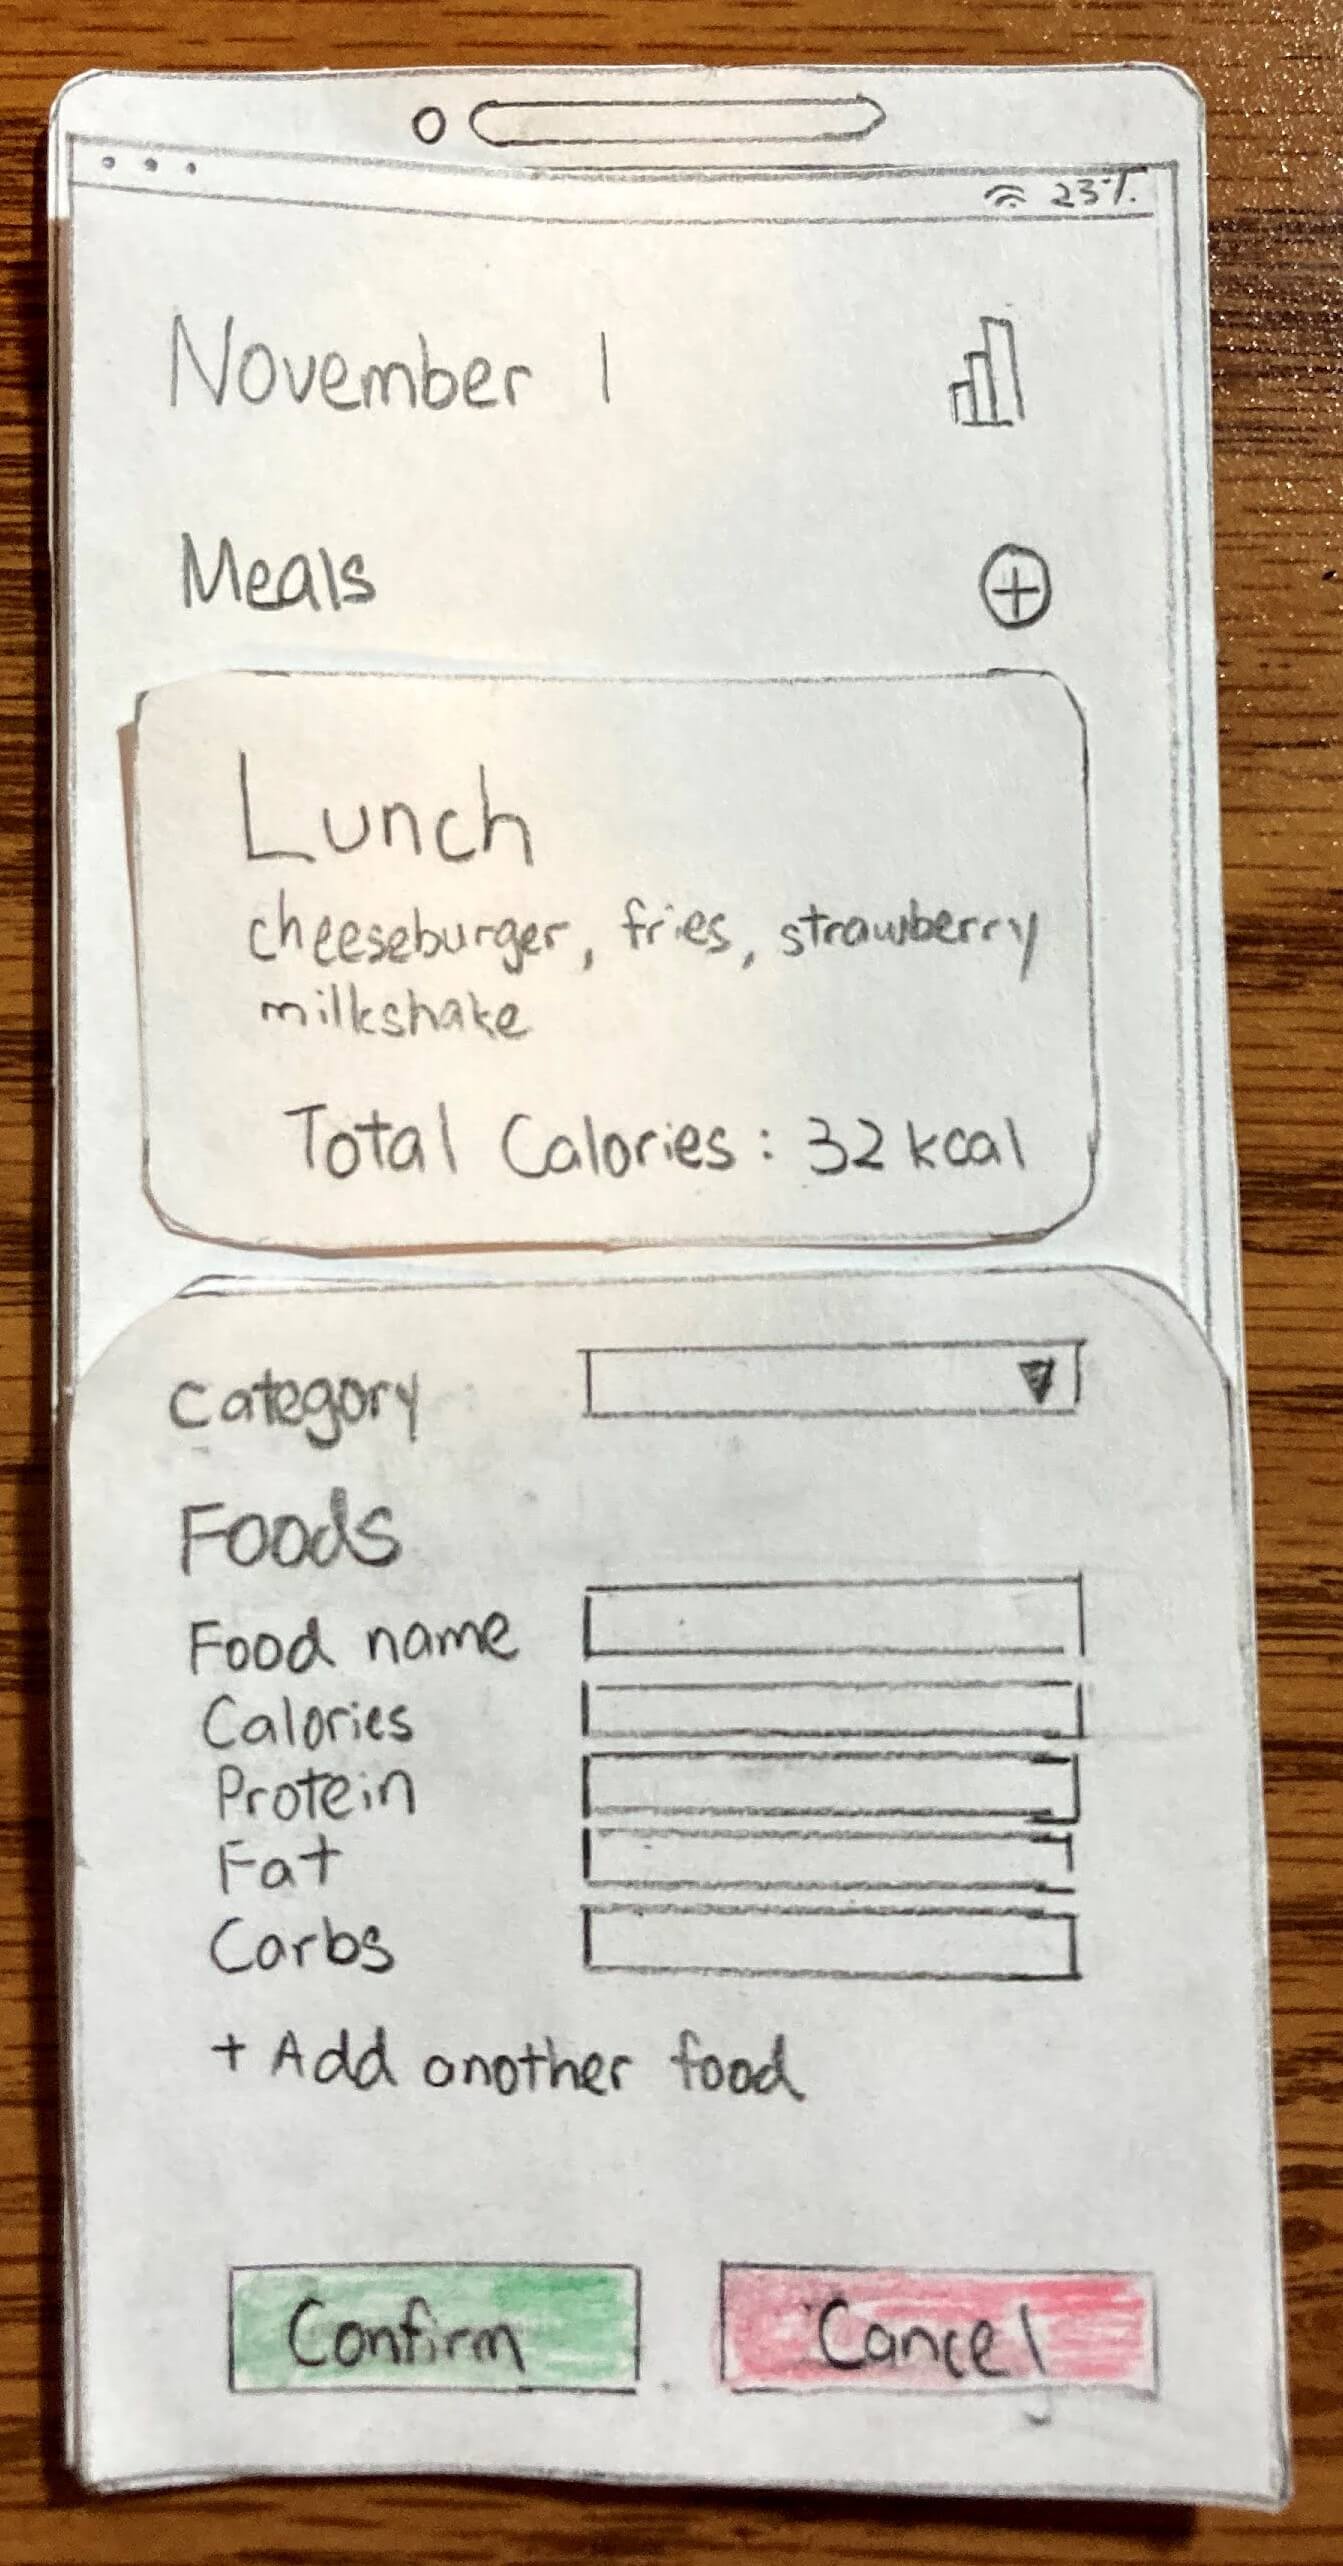 23%
November 1
Meals
Lunch
cheeseburger, fries, strawberry
milkshake
Total Calories: 32 kcal
Category
Foods
Food name
Calories
Protein
Fat
Carbs
+ Add another food
Confirm
Cancel